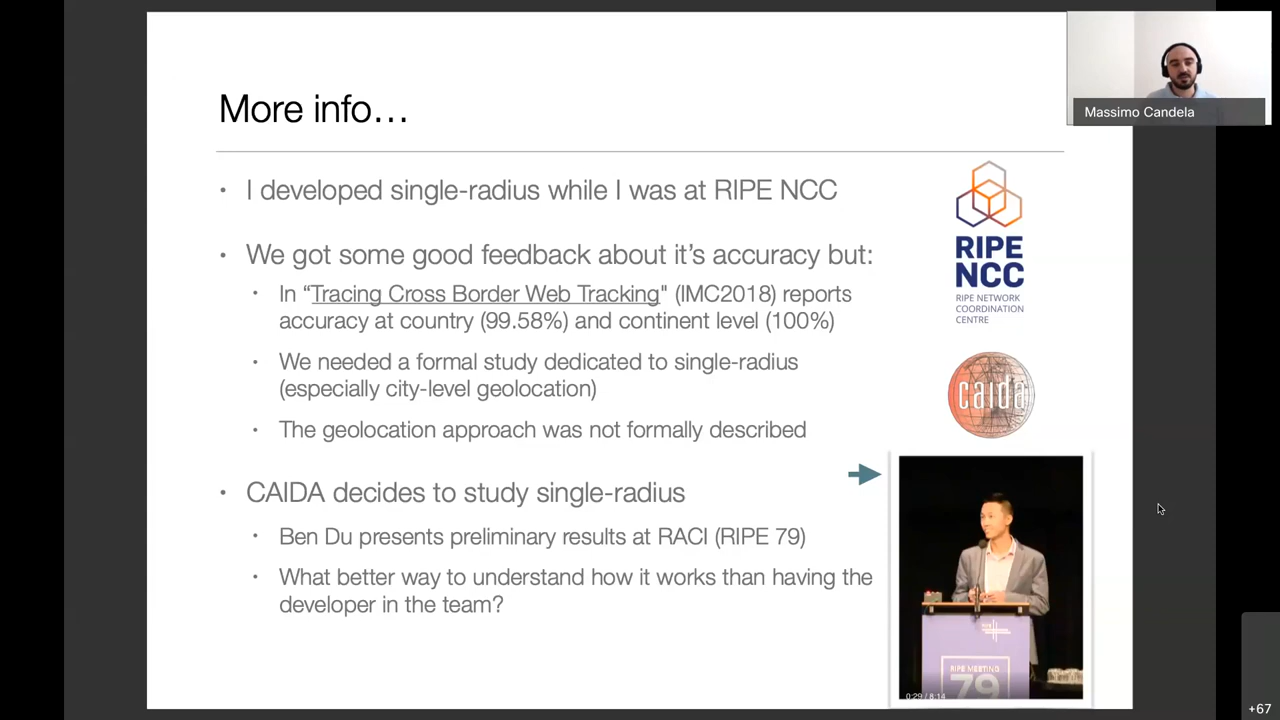 More info…
Massimo Candela
• I developed single-radius while I was at RIPE NCC
• We got some good feedback about it's accuracy but:
• In “Tracing Cross Border Web Tracking" (IMC2018) reports
accuracy at country (99.58%) and continent level (100%)
• We needed a formal study dedicated to single-radius
(especially city-level geolocation)
• The geolocation approach was not formally described
• CAIDA decides to study single-radius
• Ben Du presents preliminary results at RACI (RIPE 79)
• What better way to understand how it works than having the
developer in the team?
RIPE
NCC
RIPE NETWORK
COORDINATION
CENTRE
caida
RIPE MEETING
79
0:29 / 8:14
+67